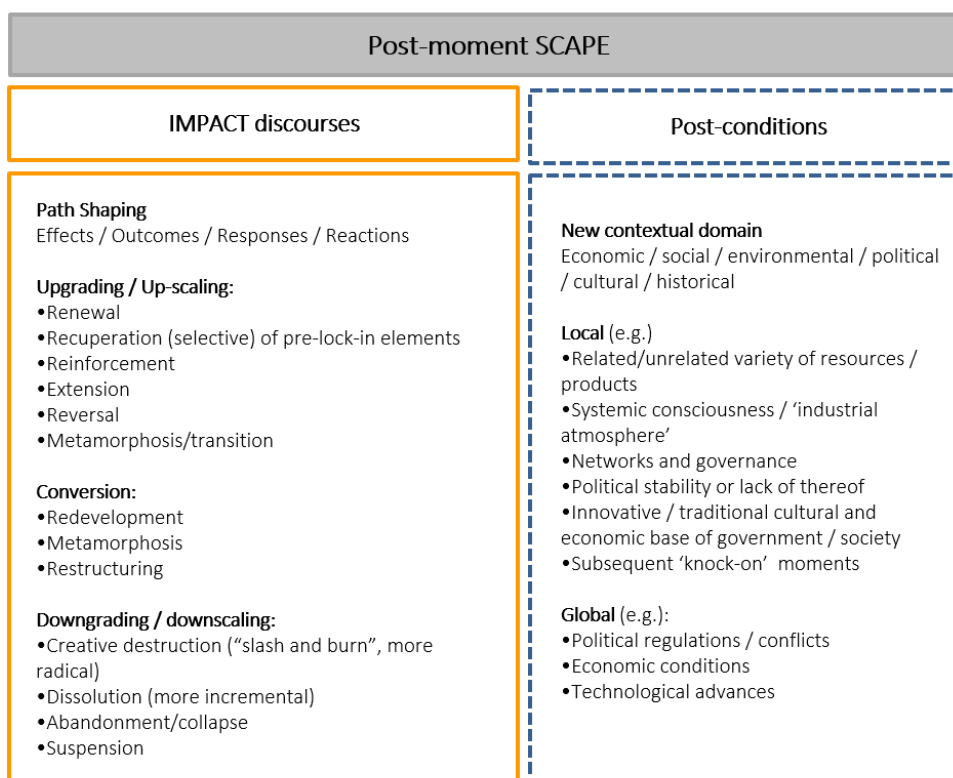 Post-moment SCAPE
IMPACT discourses
Path Shaping
Effects / Outcomes / Responses / Reactions
Upgrading / Up-scaling:
•Renewal
•Recuperation (selective) of pre-lock-in elements
•Reinforcement
•Extension
•Reversal
•Metamorphosis/transition
Conversion:
•Redevelopment
•Metamorphosis
•Restructuring
Downgrading / downscaling:
•Creative destruction (“slash and burn”, more
radical)
•Dissolution (more incremental)
•Abandonment/collapse
•Suspension
Post-conditions
New contextual domain
Economic / social / environmental / political
/ cultural / historical
Local (e.g.)
•Related/unrelated variety of resources /
products
•Systemic consciousness / ‘industrial
atmosphere’
•Networks and governance
•Political stability or lack of thereof
•Innovative / traditional cultural and
economic base of government / society
•Subsequent ‘knock-on’ moments
Global (e.g.):
•Political regulations / conflicts
•Economic conditions
•Technological advances